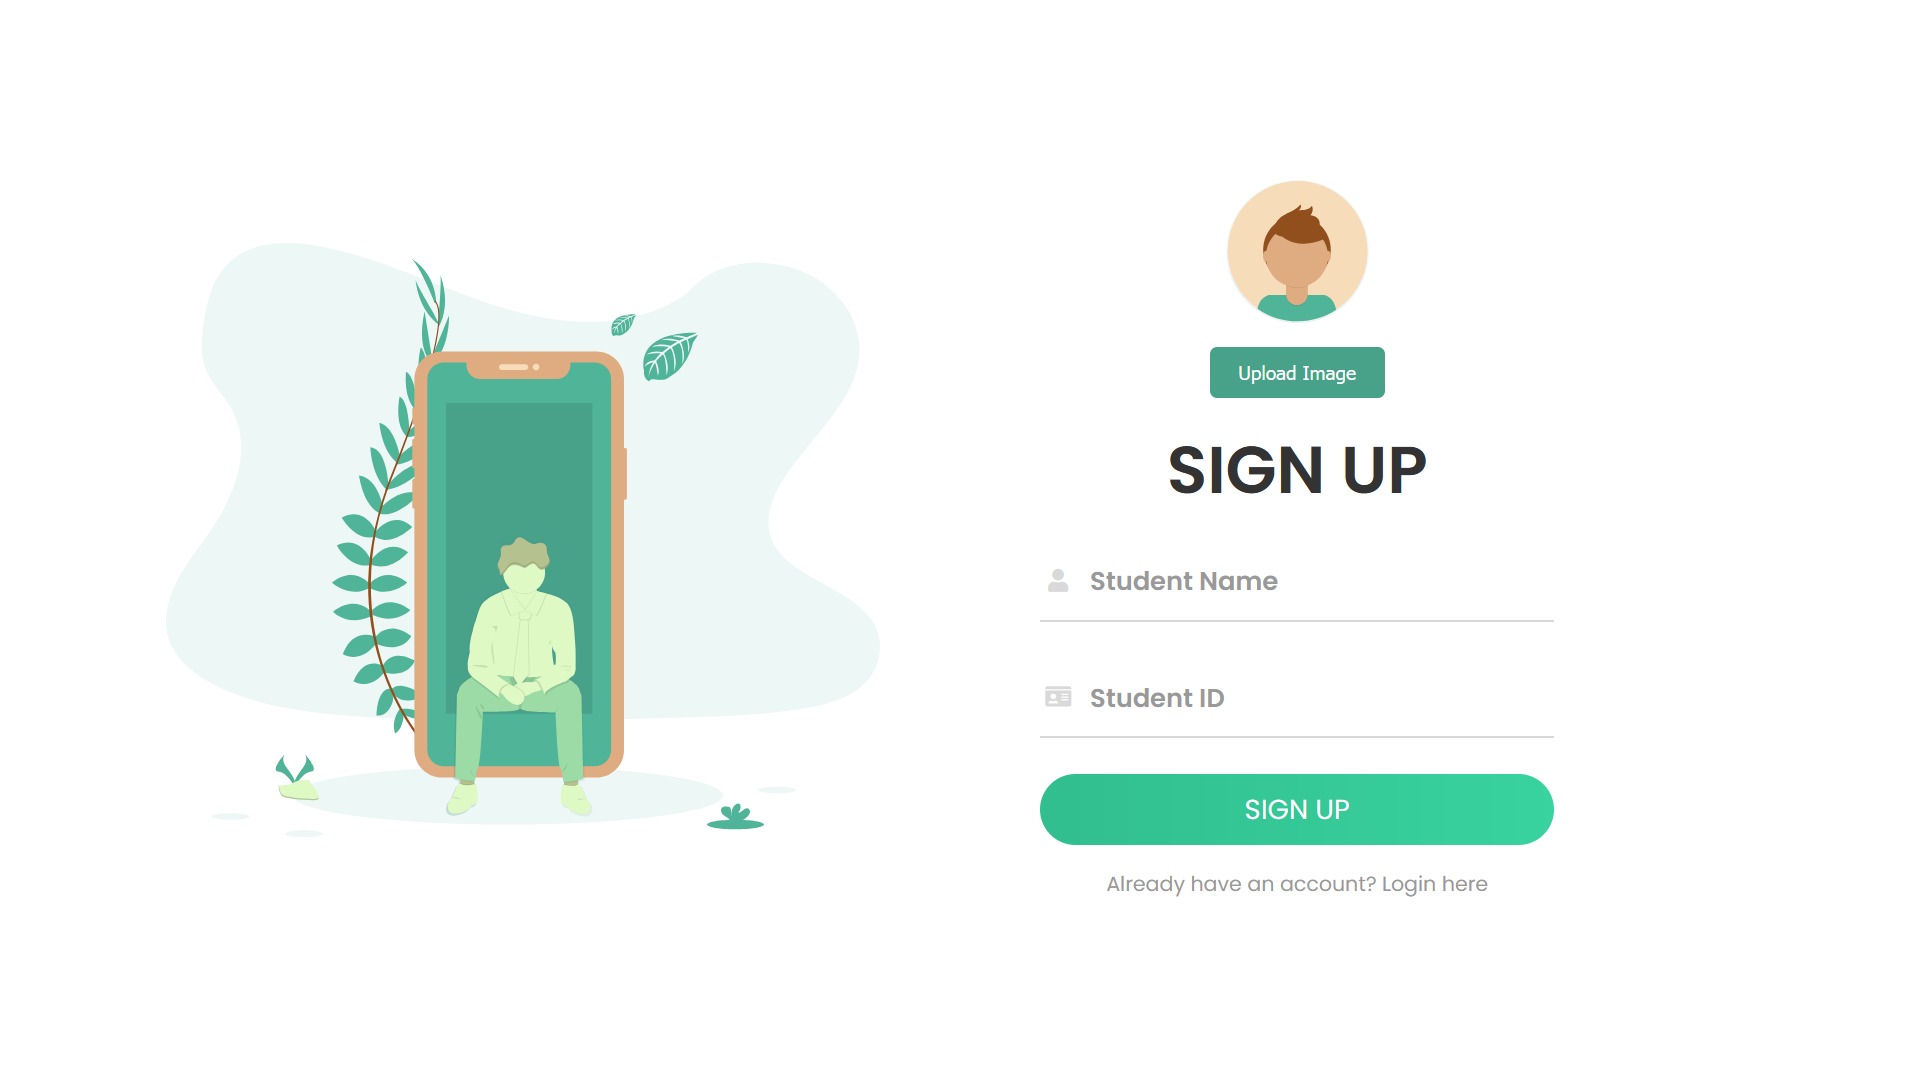 Upload Image
SIGN UP
Student Name
Student ID
SIGN UP
Already have an account? Login here